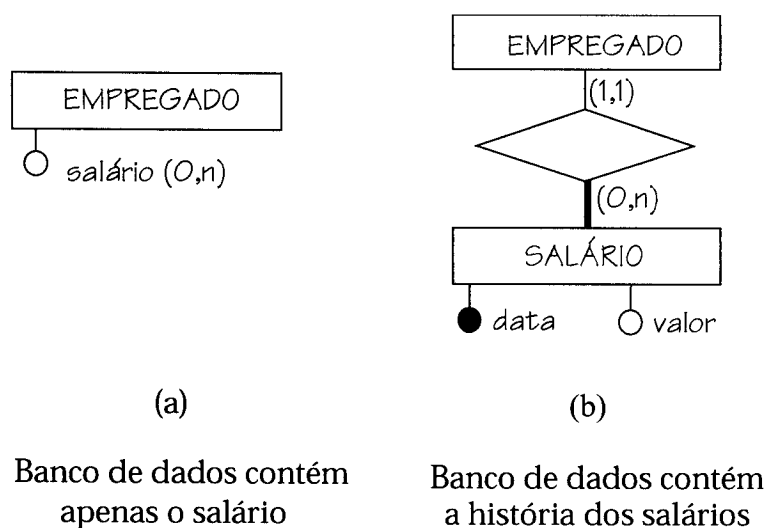 EMPREGADO
salário (0,n)
(a)
Banco de dados contém
apenas o salário
EMPREGADO
(1,1)
(0,n)
SALÁRIO
data valor
(b)
Banco de dados contém
a história dos salários